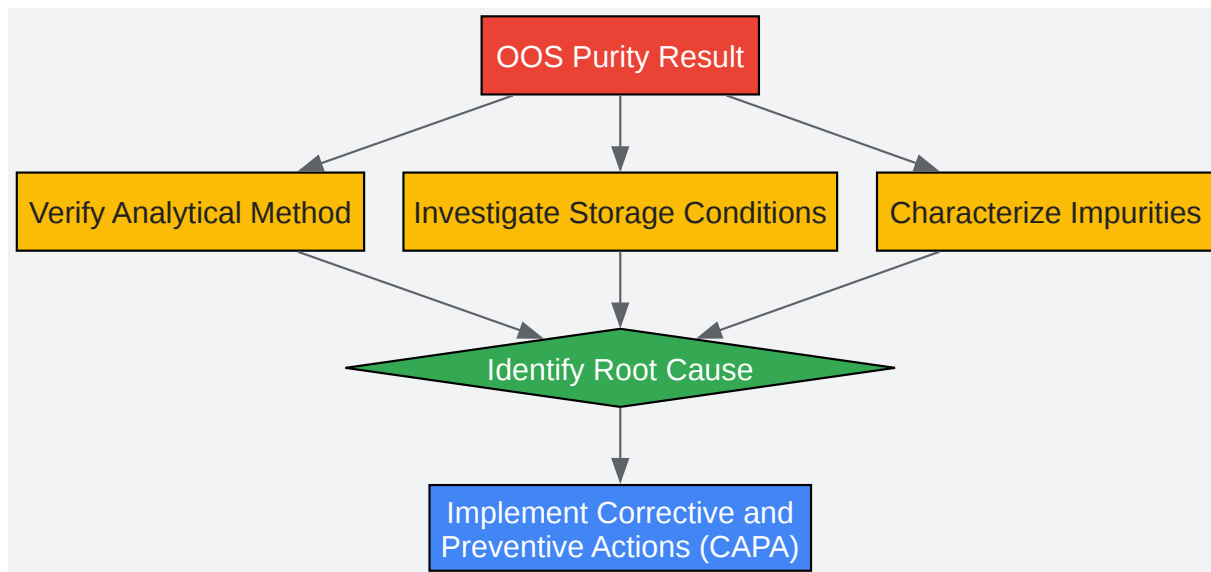 OOS Purity Result
Verify Analytical Method
Investigate Storage Conditions
Characterize Impurities
Identify Root Cause
Implement Corrective and
Preventive Actions (CAPA)